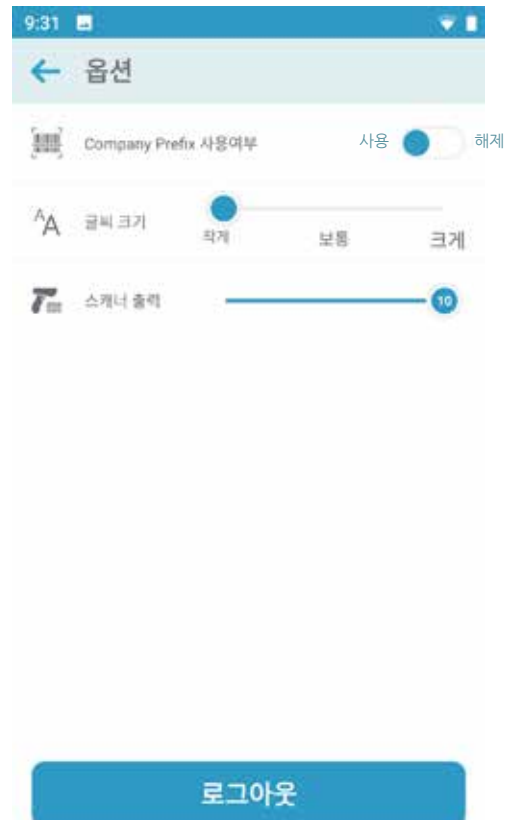 9:31
옵션
Company Prefix 사용여부 사용 해제
글씨 크기
작게 보통 크게
스캐너 출력 10
로그아웃